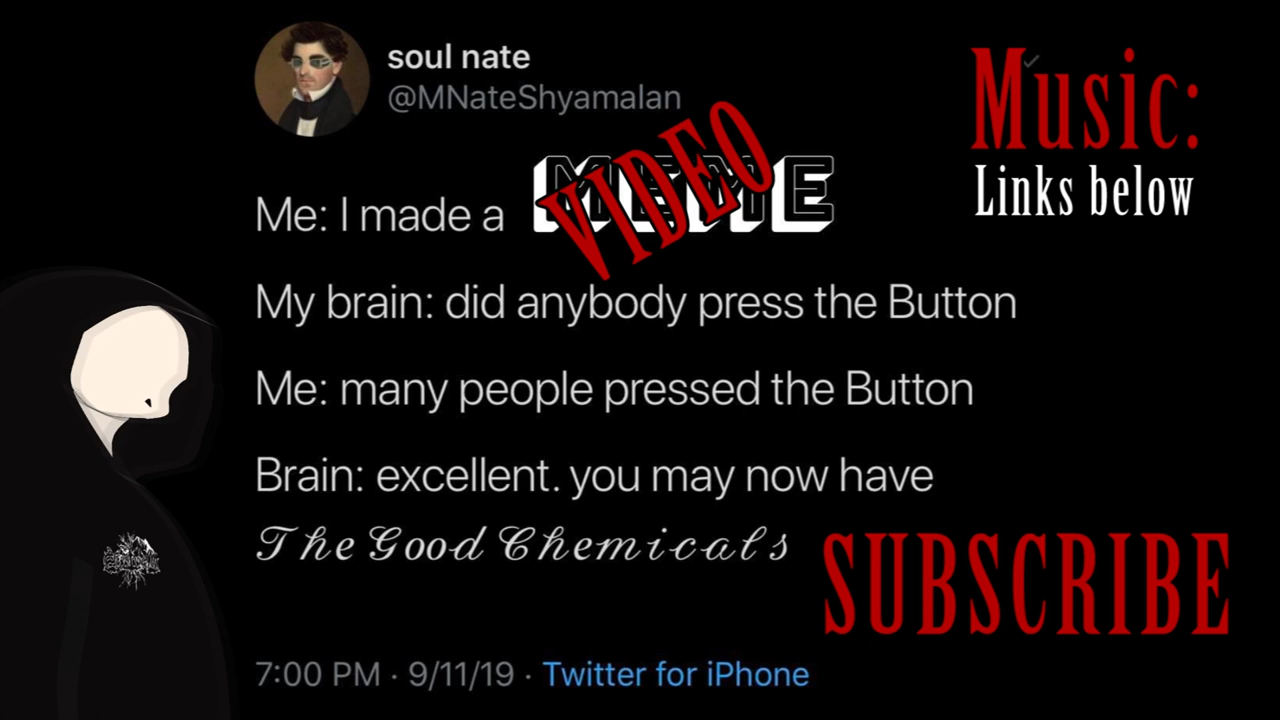 soul nate
@MNateShyamalan
Music:
Links below
Me: I made a MEME
VIDEO
My brain: did anybody press the Button
Me: many people pressed the Button
Brain: excellent. you may now have
The Good Chemicals
SUBSCRIBE
7:00 PM · 9/11/19 · Twitter for iPhone